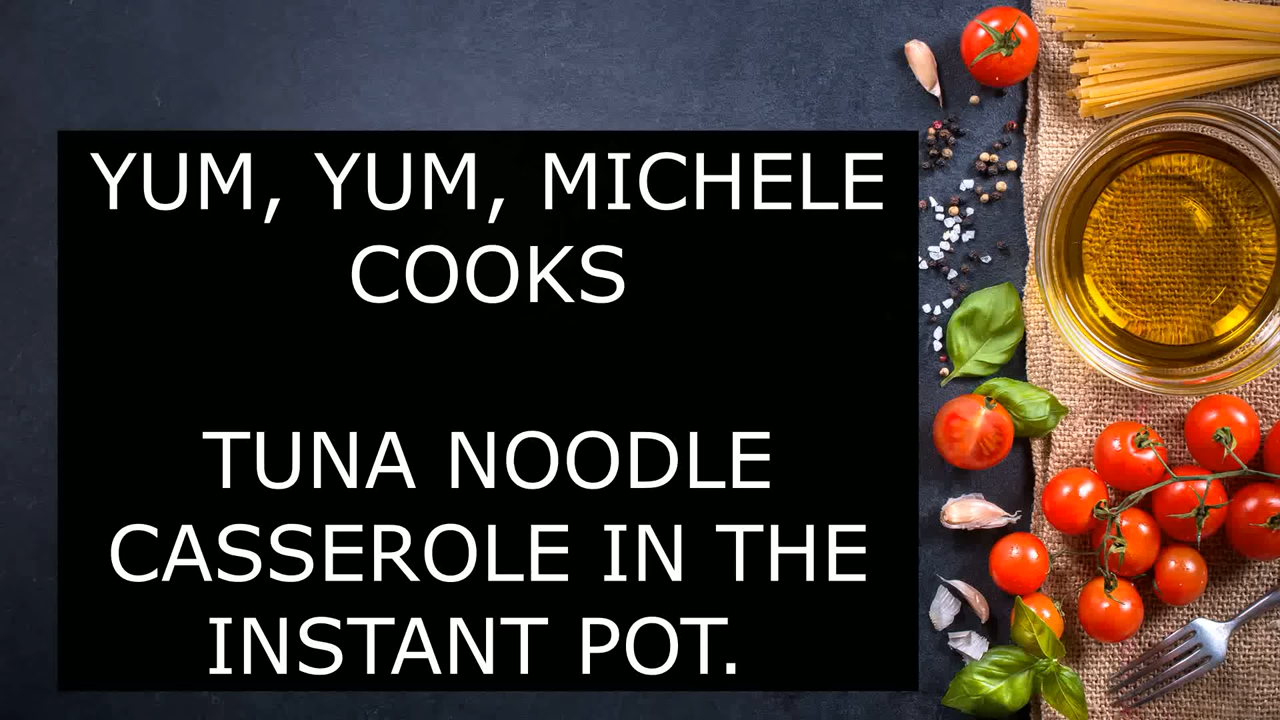 YUM, YUM, MICHELE
COOKS
TUNA NOODLE
CASSEROLE IN THE
INSTANT POT.